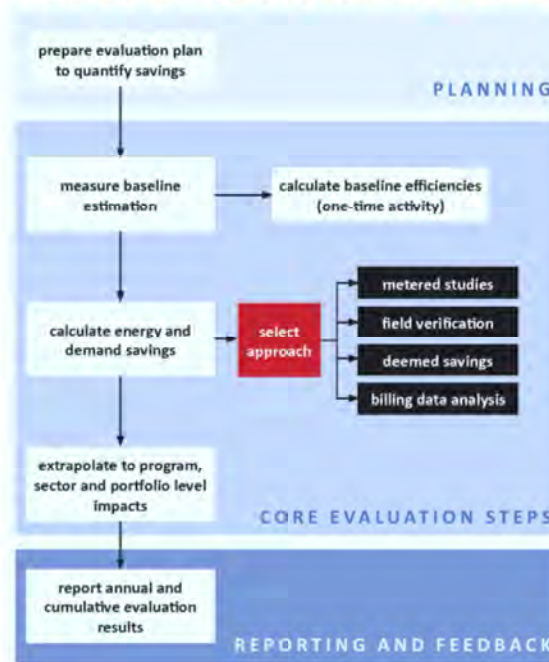 prepare evaluation plan
to quantify savings
PLANNING
measure baseline
estimation
calculate baseline efficiencies
(one-time activity)
calculate energy and
demand savings
select
approach
metered studies
field verification
deemed savings
billing data analysis
extrapolate to program,
sector and portfolio level
impacts
CORE EVALUATION STEPS
report annual and
cumulative evaluation
results
REPORTING AND FEEDBACK